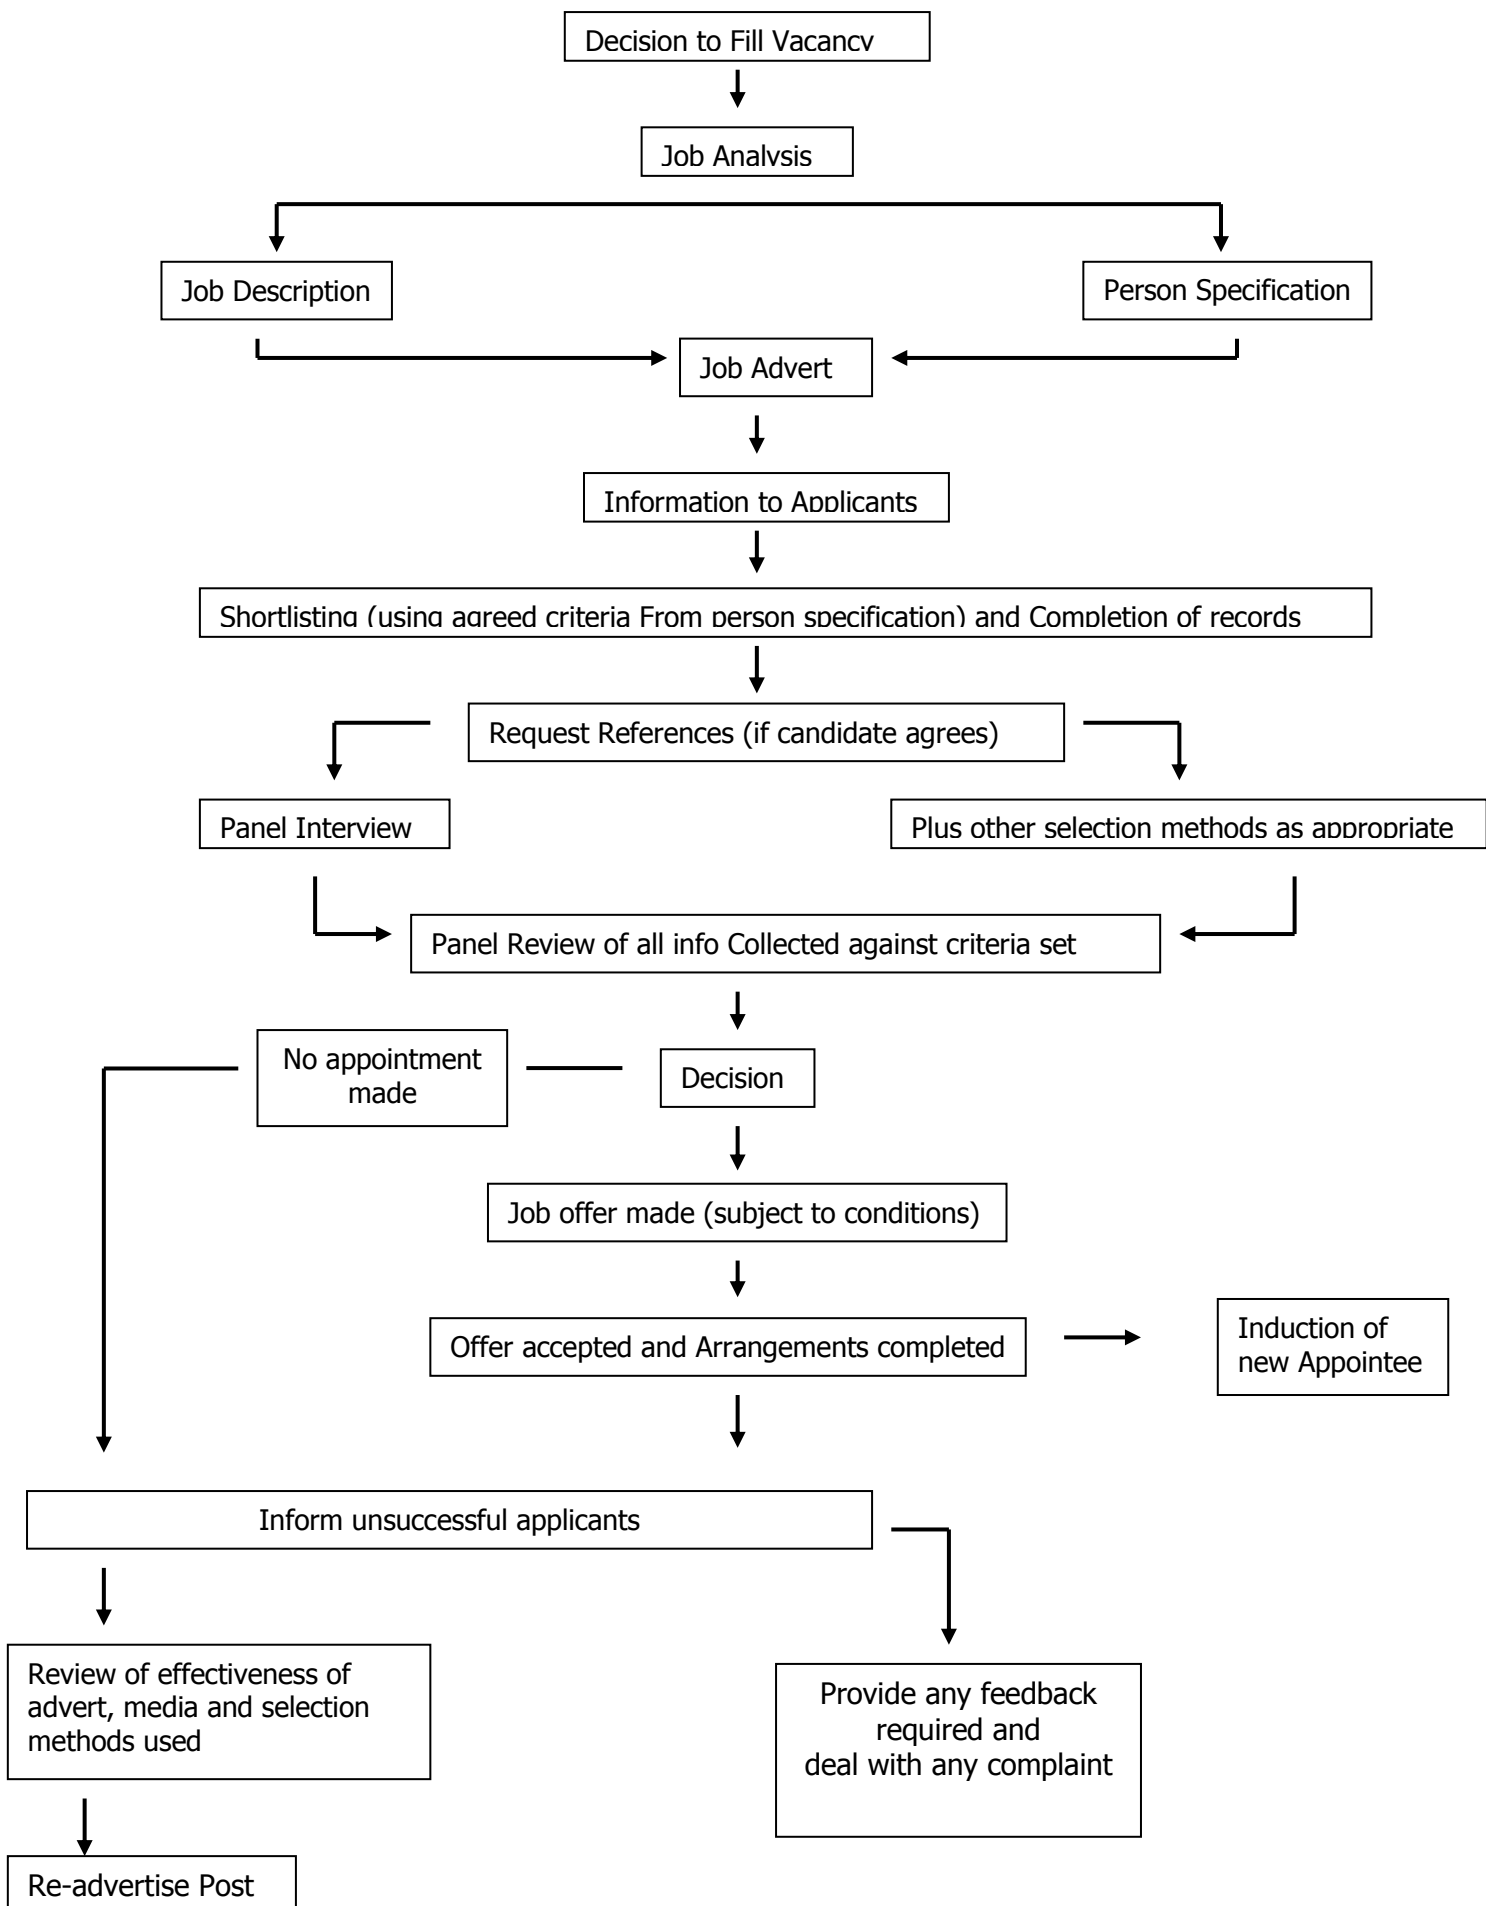 Decision to Fill Vacancy
Job Analysis
Job Description
Person Specification
Job Advert
Information to Applicants
Shortlisting (using agreed criteria From person specification) and Completion of records
Request References (if candidate agrees)
Panel Interview
Plus other selection methods as appropriate
Panel Review of all info Collected against criteria set
No appointment
made
Decision
Job offer made (subject to conditions)
Offer accepted and Arrangements completed
Induction of
new Appointee
Inform unsuccessful applicants
Review of effectiveness of
advert, media and selection
methods used
Provide any feedback
required and
deal with any complaint
Re-advertise Post